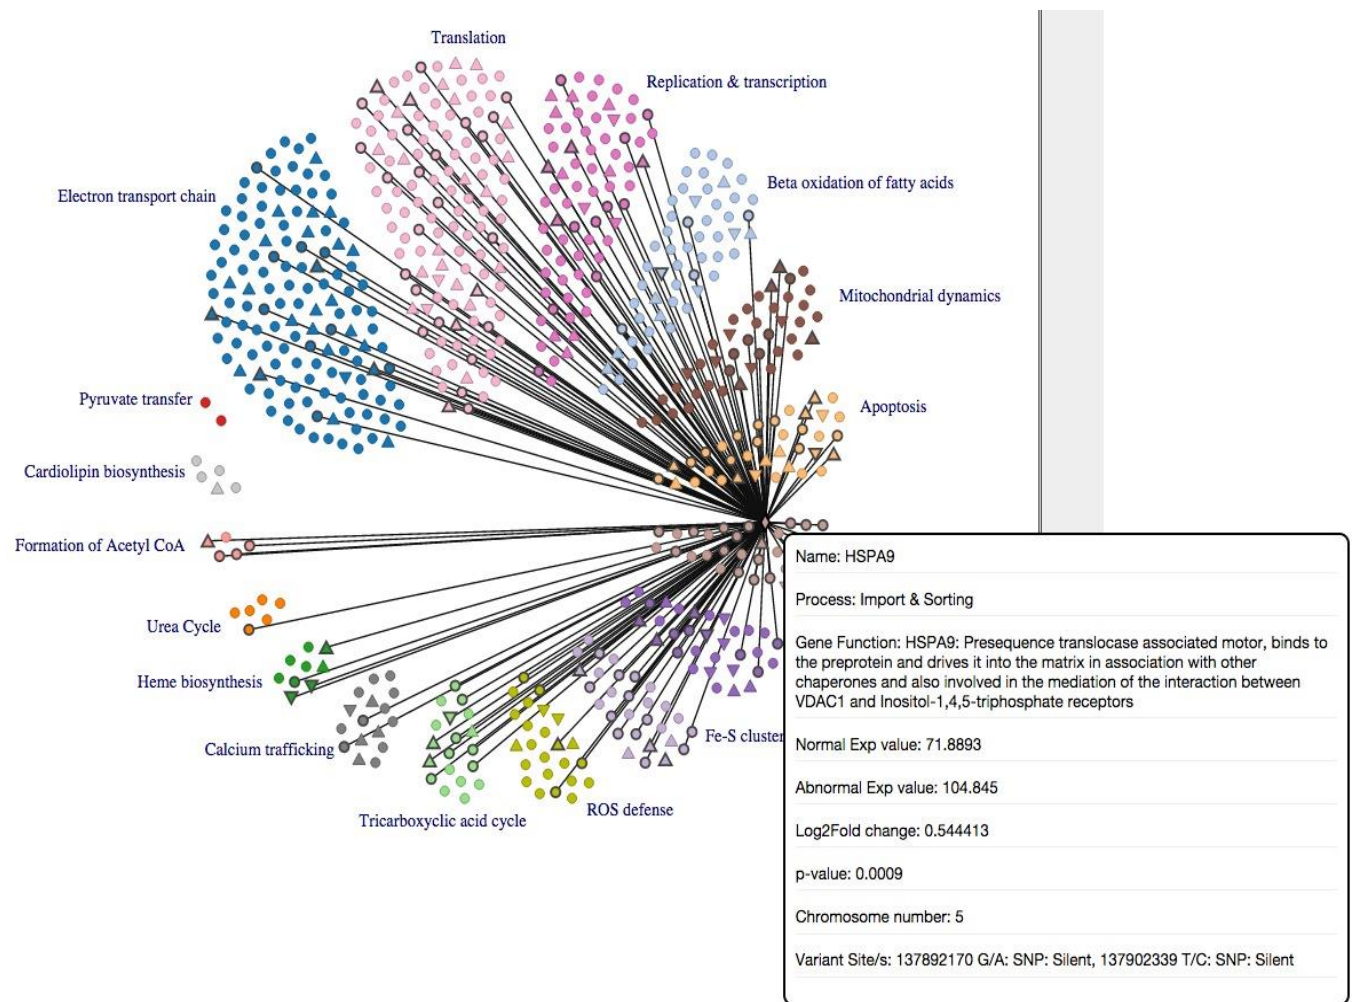 Translation
Replication & transcription
Beta oxidation of fatty acids
Electron transport chain
Mitochondrial dynamics
Pyruvate transfer
Apoptosis
Cardiolipin biosynthesis
Formation of Acetyl CoA
Urea Cycle
Heme biosynthesis
Calcium trafficking
Fe-S cluster
ROS defense
Tricarboxyclic acid cycle
Name: HSPA9
Process: Import & Sorting
Gene Function: HSPA9: Presequence translocase associated motor, binds to
the preprotein and drives it into the matrix in association with other
chaperones and also involved in the mediation of the interaction between
VDAC1 and Inositol-1,4,5-triphosphate receptors
Normal Exp value: 71.8893
Abnormal Exp value: 104.845
Log2Fold change: 0.544413
p-value: 0.0009
Chromosome number: 5
Variant Site/s: 137892170 G/A: SNP: Silent, 137902339 T/C: SNP: Silent